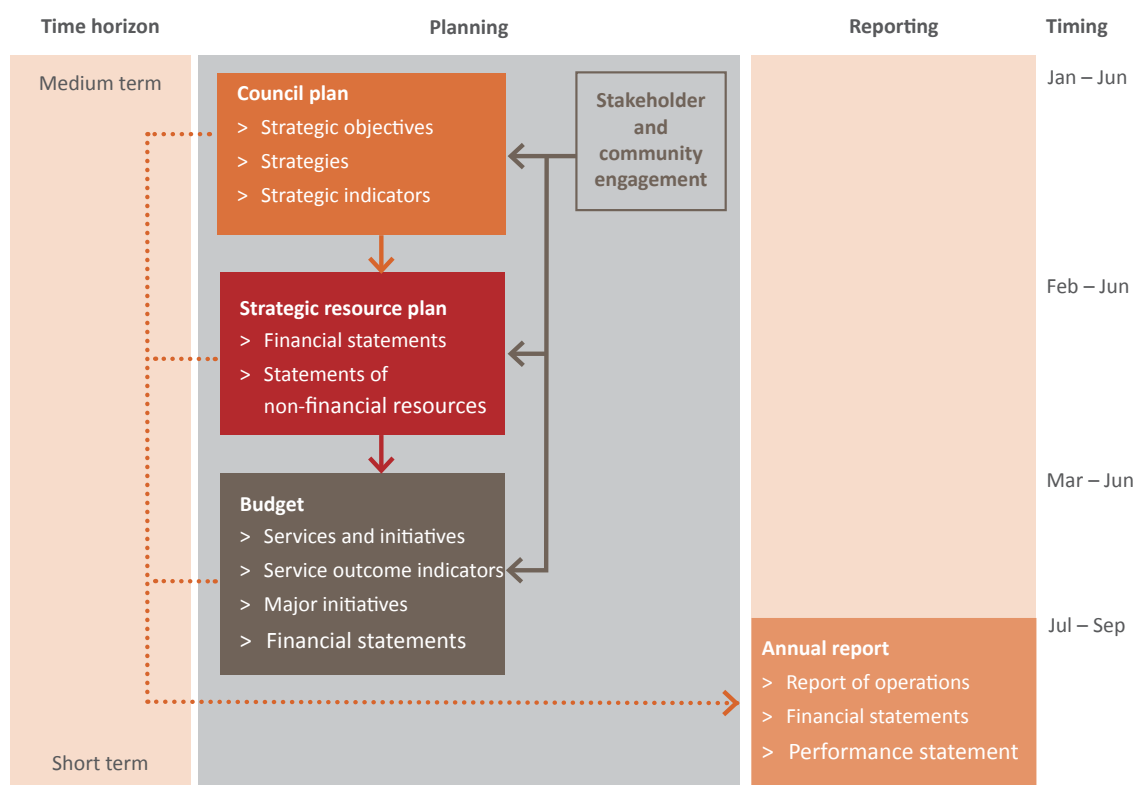 Time horizon
Planning
Reporting
Timing
Medium term
Council plan
> Strategic objectives
> Strategies
> Strategic indicators
Stakeholder
and
community
engagement
Jan – Jun
Strategic resource plan
> Financial statements
> Statements of
non-financial resources
Feb – Jun
Budget
> Services and initiatives
> Service outcome indicators
> Major initiatives
> Financial statements
Mar – Jun
Jul – Sep
Annual report
> Report of operations
> Financial statements
> Performance statement
Short term